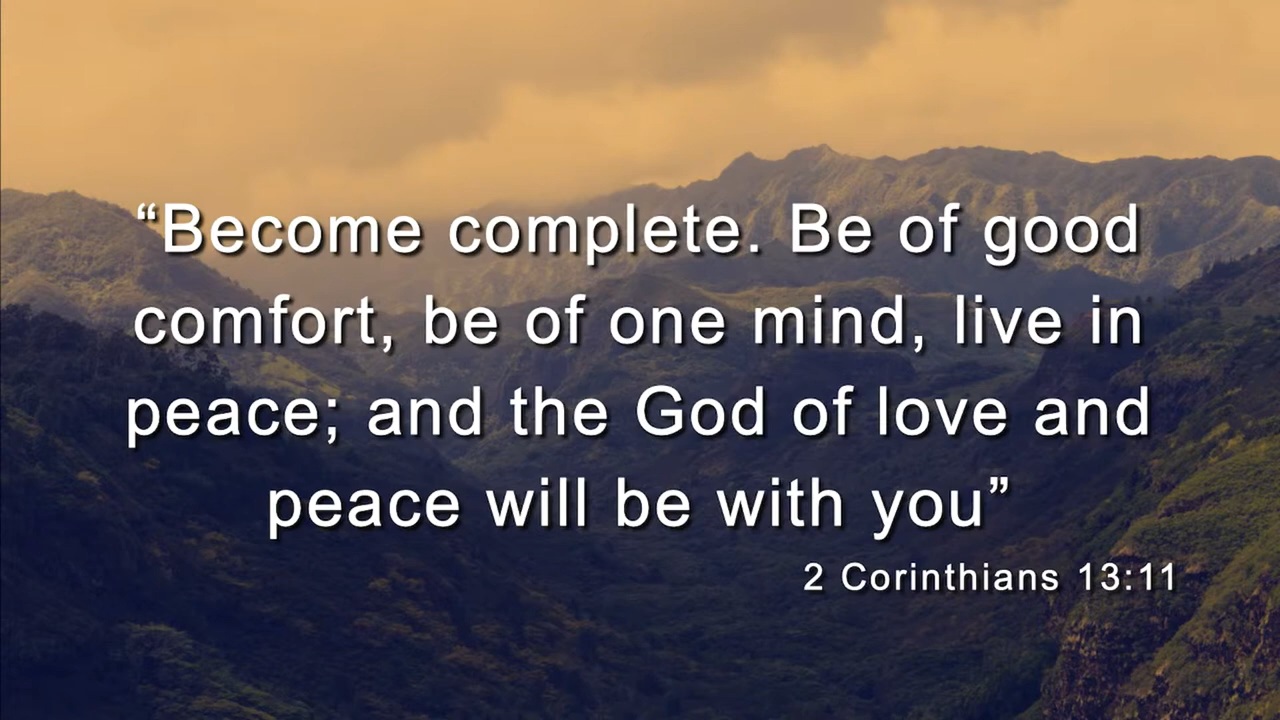 “Become complete. Be of good
comfort, be of one mind, live in
peace; and the God of love and
peace will be with you”
2 Corinthians 13:11